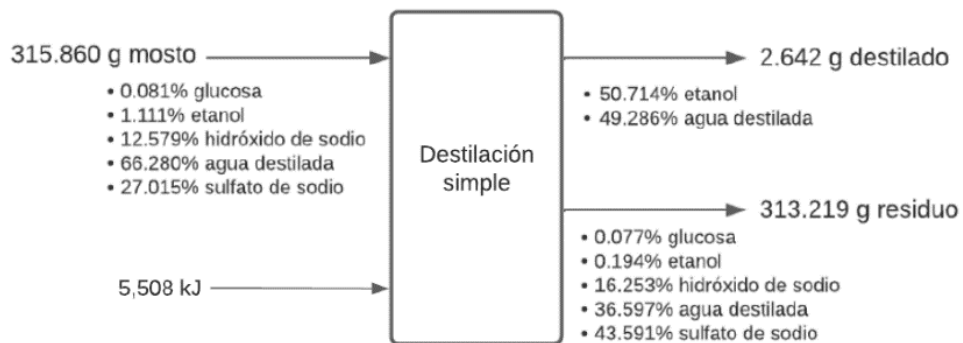 315.860 g mosto
• 0.081% glucosa
• 1.111% etanol
• 12.579% hidróxido de sodio
• 66.280% agua destilada
• 27.015% sulfato de sodio
5,508 kJ
Destilación
simple
2.642 g destilado
• 50.714% etanol
• 49.286% agua destilada
313.219 g residuo
• 0.077% glucosa
• 0.194% etanol
• 16.253% hidróxido de sodio
• 36.597% agua destilada
• 43.591% sulfato de sodio